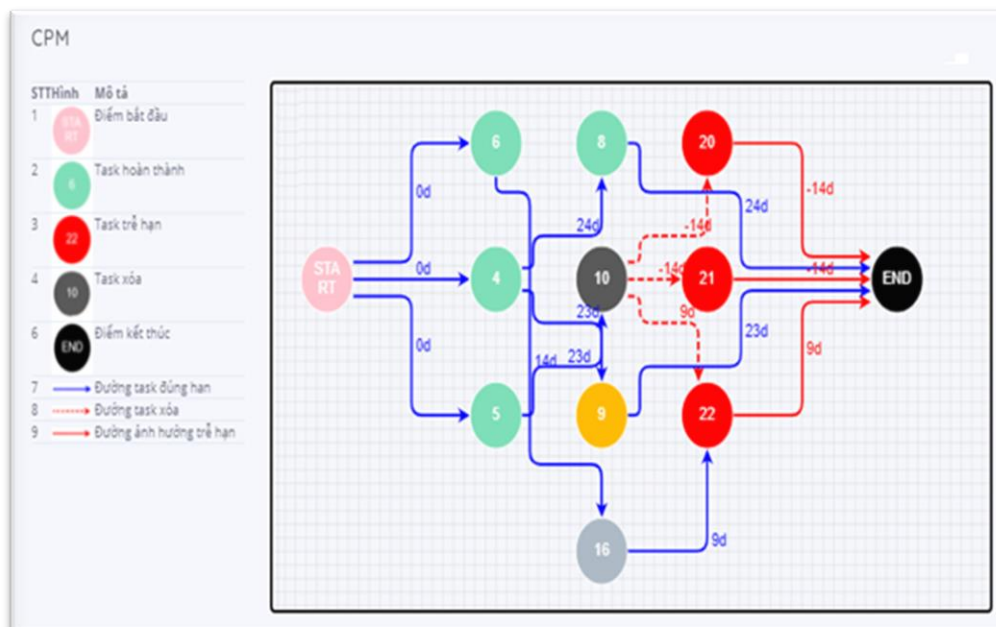 CPM
STTHình Mô tả
1 STA RT Điểm bắt đầu
2 6 Task hoàn thành
3 22 Task trễ hạn
4 10 Task xóa
6 END Điểm kết thúc
7 Đường task đúng hạn
8 Đường task xóa
9 Đường ảnh hưởng trễ hạn
6 8 20
0d 24d -14d
24d -14d
STA RT 0d 4 10 -14d 21 -14d END
23d 9d
0d 14d 23d 23d 9d
5 9 22
16 9d